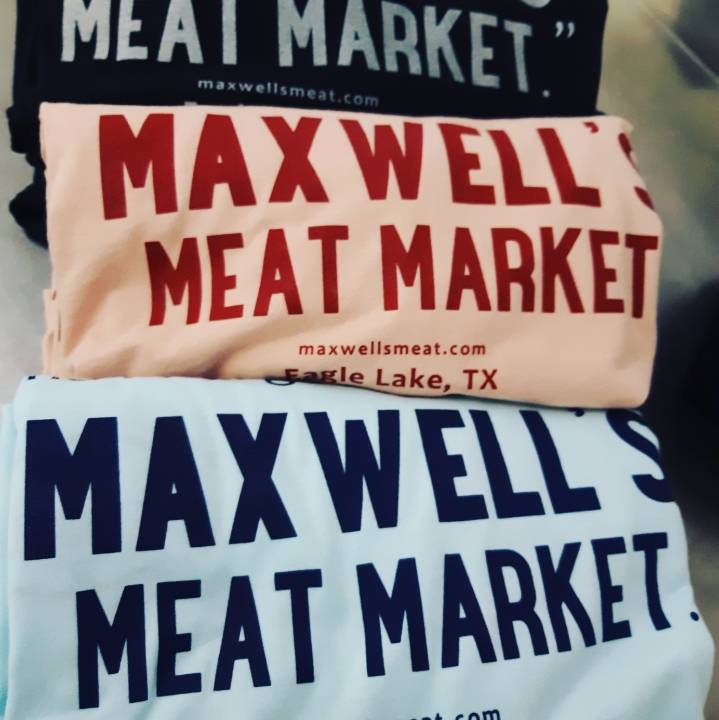 MEAT MARKET.”
maxwellsmeat.com
MAXWELL'S
MEAT MARKET
maxwellsmeat.com
Eagle Lake, TX
MAXWELL'S
MEAT MARKET.